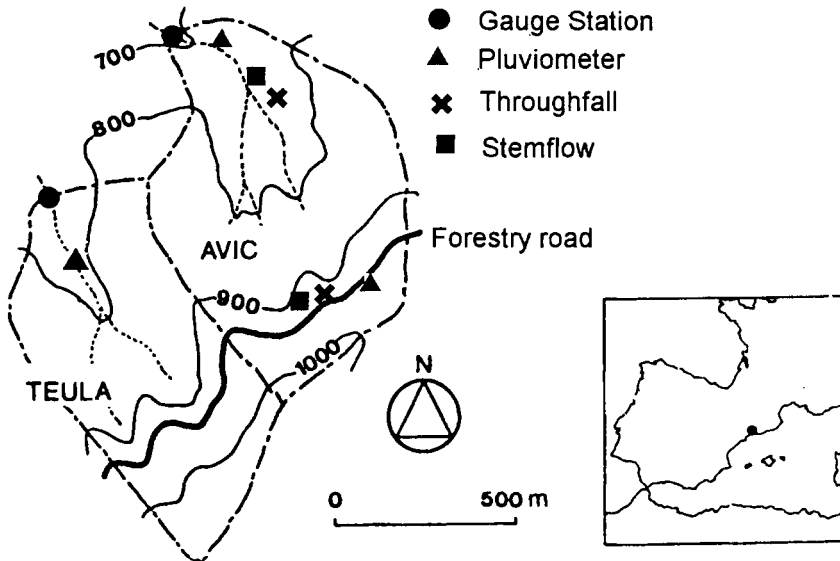 Gauge Station
Pluviometer
Throughfall
Stemflow
700
800
AVIC
Forestry road
900
1000
TEULA
N
0 500 m